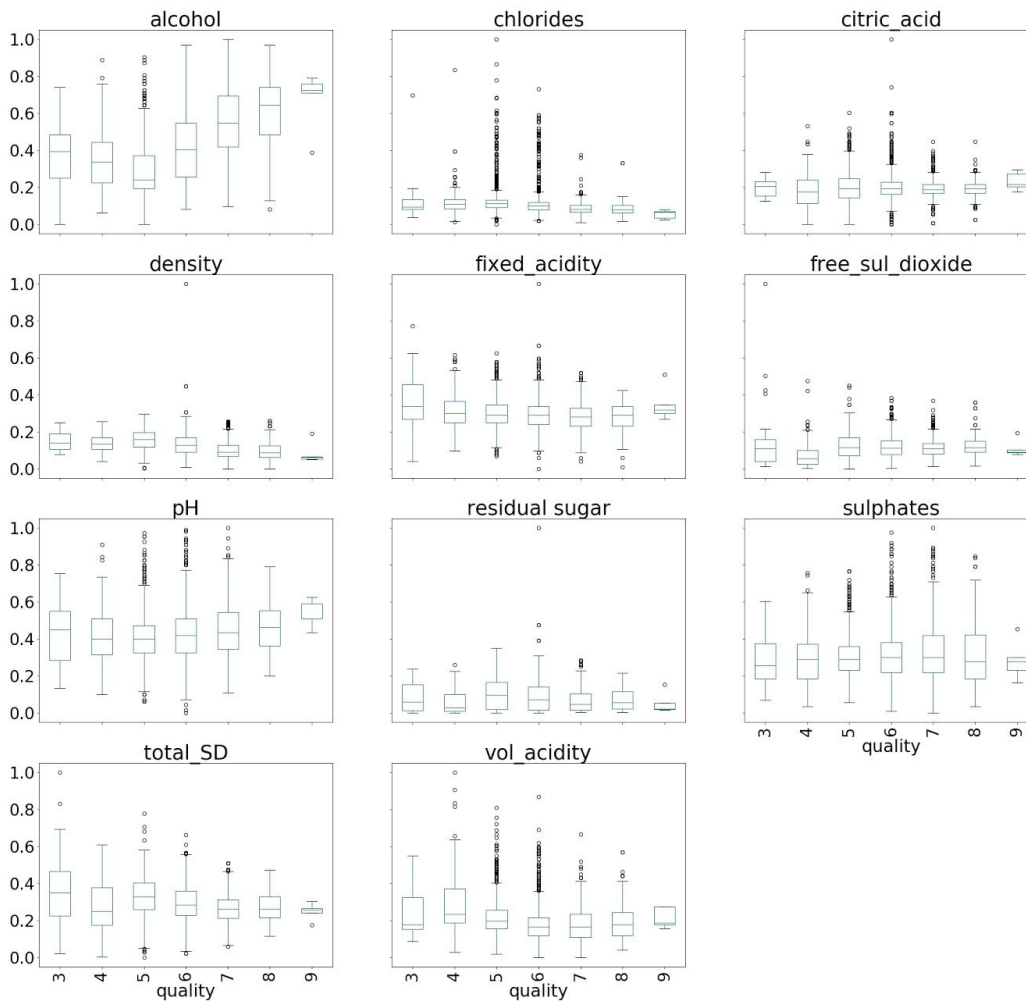 alcohol
chlorides
citric_acid
1.0
0.8
0.6
0.4
0.2
0.0
density
fixed_acidity
free_sul_dioxide
1.0
0.8
0.6
0.4
0.2
0.0
pH
residual sugar
sulphates
1.0
0.8
0.6
0.4
0.2
0.0
3 4 5 6 7 8 9
quality
total_SD
vol_acidity
1.0
0.8
0.6
0.4
0.2
0.0
3 4 5 6 7 8 9
3 4 5 6 7 8 9
quality
quality